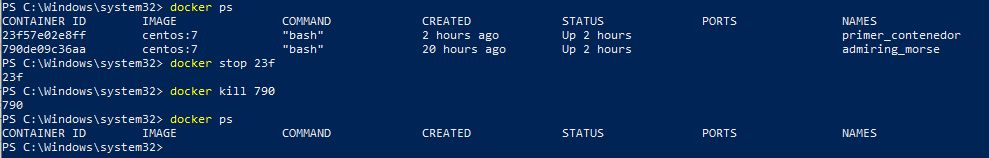 PS C:\Windows\system32> docker ps
CONTAINER ID IMAGE COMMAND CREATED STATUS PORTS NAMES
23f57e02e8ff centos:7 "bash" 2 hours ago Up 2 hours primer_contenedor
790de09c36aa centos:7 "bash" 20 hours ago Up 2 hours admiring_morse
PS C:\Windows\system32> docker stop 23f
23f
PS C:\Windows\system32> docker kill 790
790
PS C:\Windows\system32> docker ps
CONTAINER ID IMAGE COMMAND CREATED STATUS PORTS NAMES
PS C:\Windows\system32>